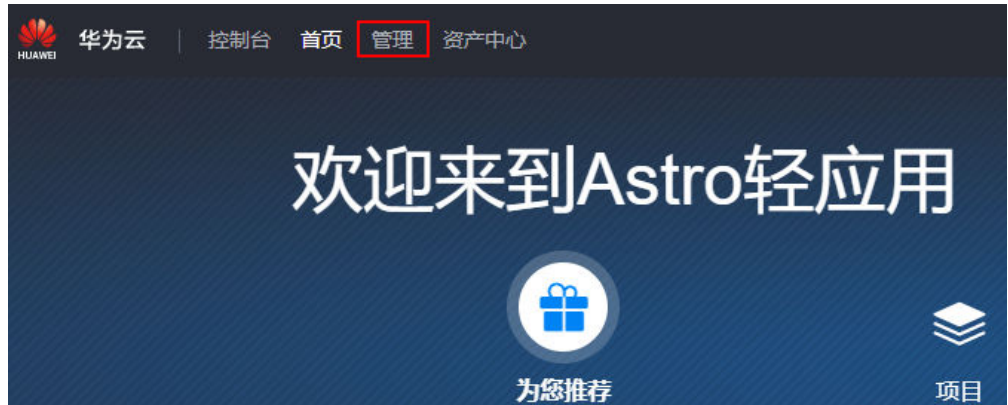 HUAWEI 华为云 | 控制台 首页 管理 资产中心
欢迎来到Astro轻应用
为您推荐 项目